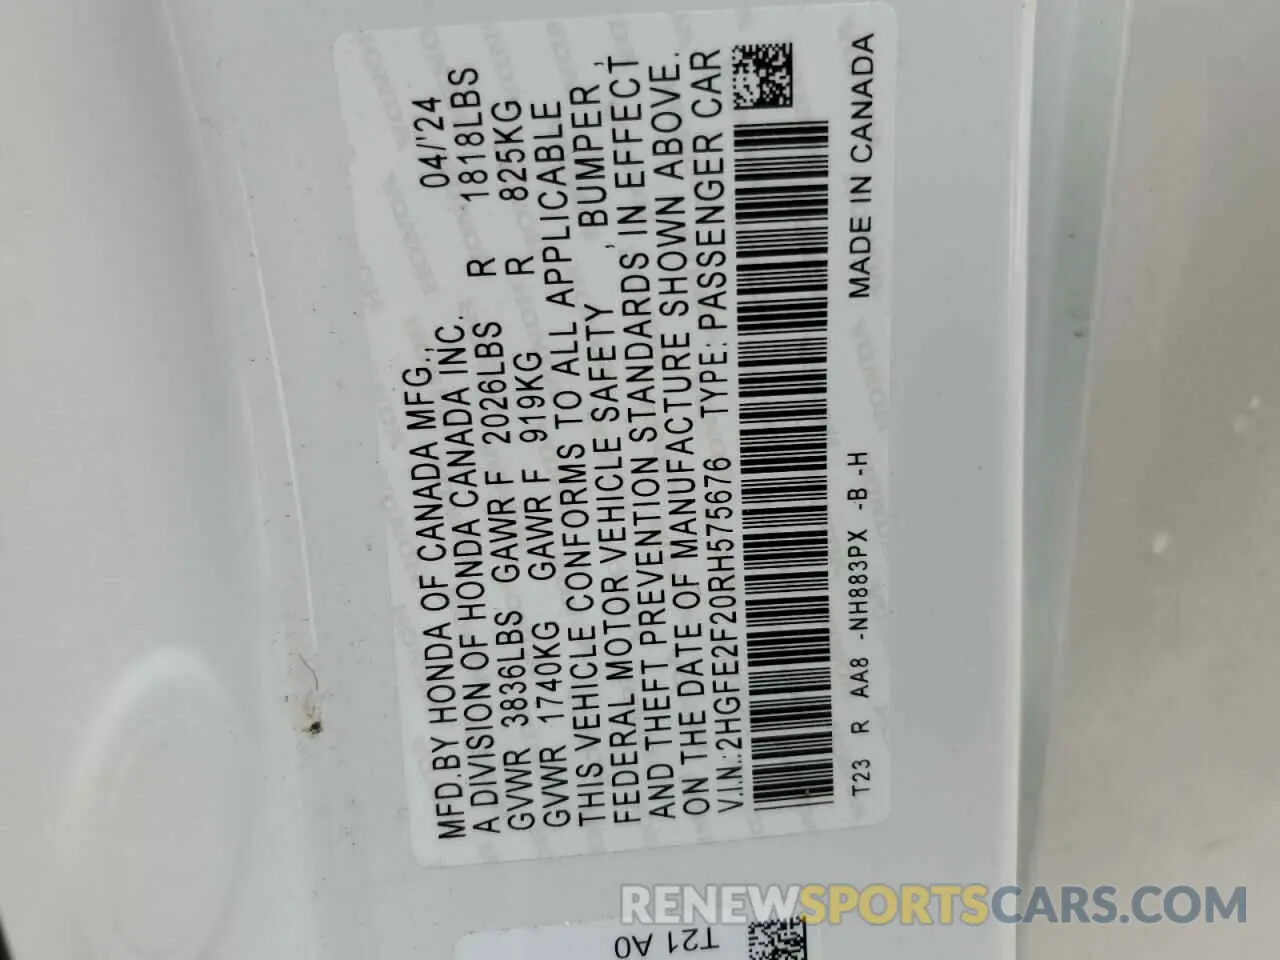 MFD.BY HONDA OF CANADA MFG., 04/'24
A DIVISION OF HONDA CANADA INC.
GVWR 3836LBS GAWR F 2026LBS R 1818LBS
GVWR 1740KG GAWR F 919KG R 825KG
THIS VEHICLE CONFORMS TO ALL APPLICABLE
FEDERAL MOTOR VEHICLE SAFETY , BUMPER ,
AND THEFT PREVENTION STANDARDS IN EFFECT
ON THE DATE OF MANUFACTURE SHOWN ABOVE.
V.I.N.:2HGFE2F20RH575676 TYPE: PASSENGER CAR
T23 R AA8 -NH883PX -B -H MADE IN CANADA
T21 A0
RENEWSPORTSCARS.COM